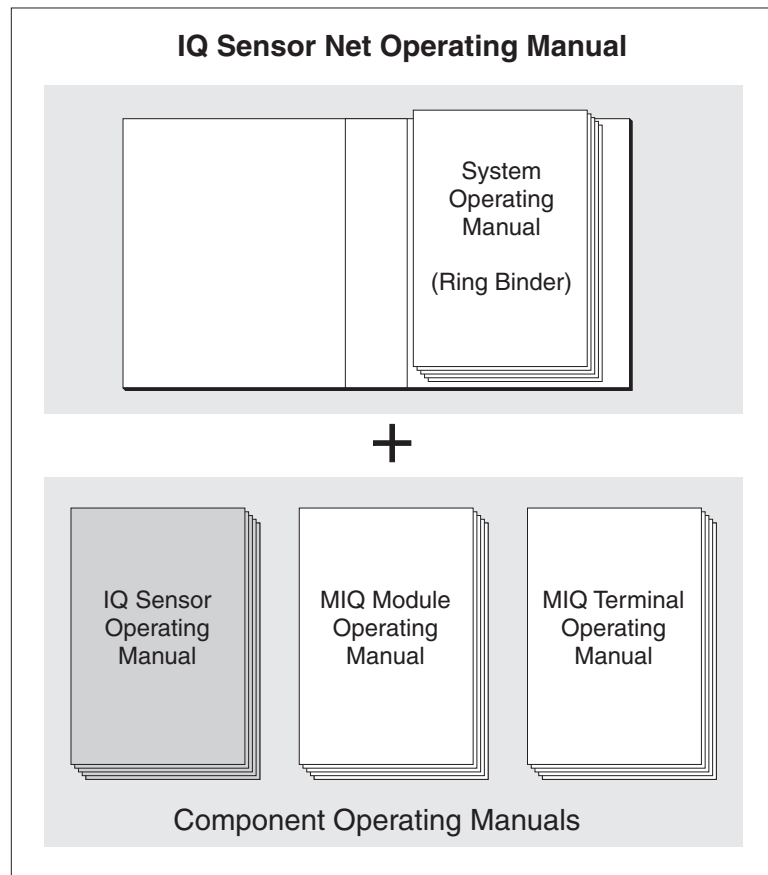 IQ Sensor Net Operating Manual
System
Operating
Manual
(Ring Binder)
+
IQ Sensor
Operating
Manual
MIQ Module
Operating
Manual
MIQ Terminal
Operating
Manual
Component Operating Manuals